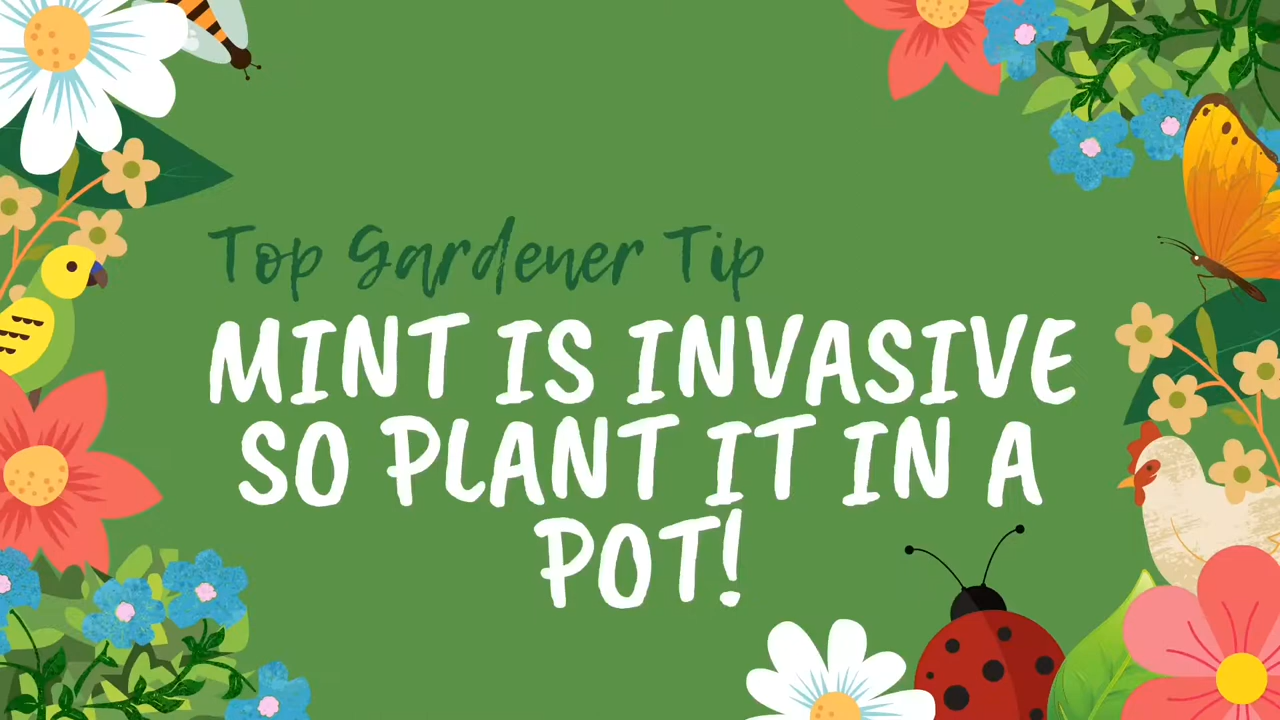 Top Gardener Tip
MINT IS INVASIVE
SO PLANT IT IN A
POT!